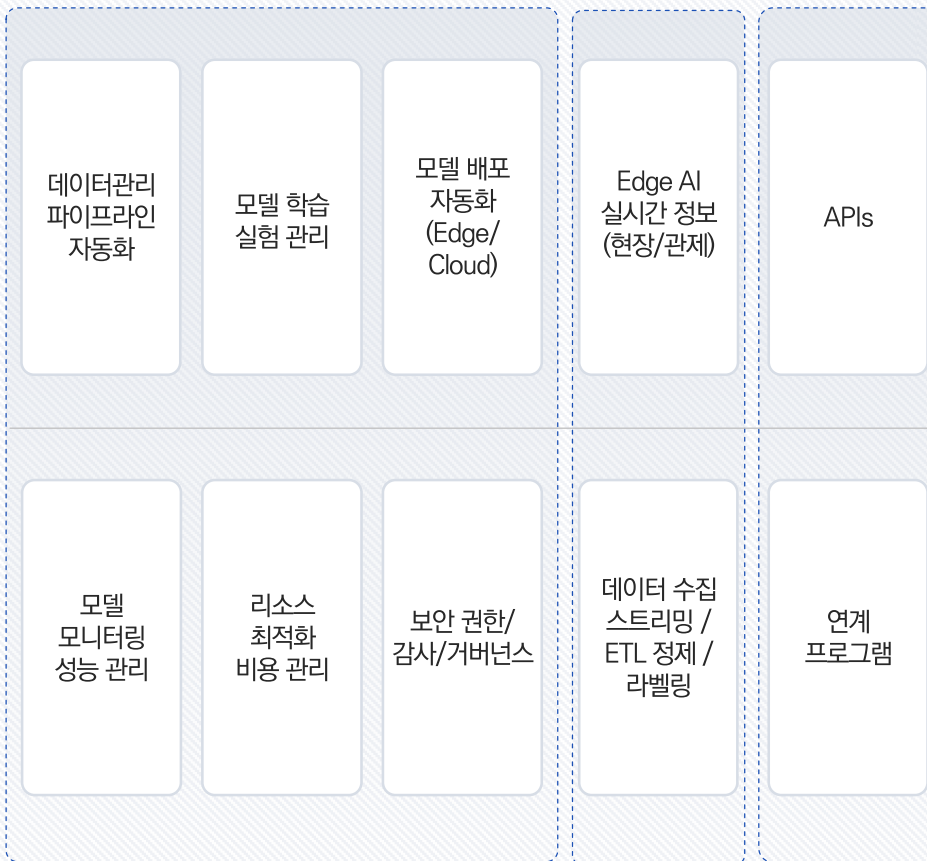 데이터관리
파이프라인
자동화
모델 학습
실험 관리
모델 배포
자동화
(Edge/
Cloud)
Edge AI
실시간 정보
(현장/관제)
APIs
모델
모니터링
성능 관리
리소스
최적화
비용 관리
보안 권한/
감사/거버넌스
데이터 수집
스트리밍 /
ETL 정제 /
라벨링
연계
프로그램